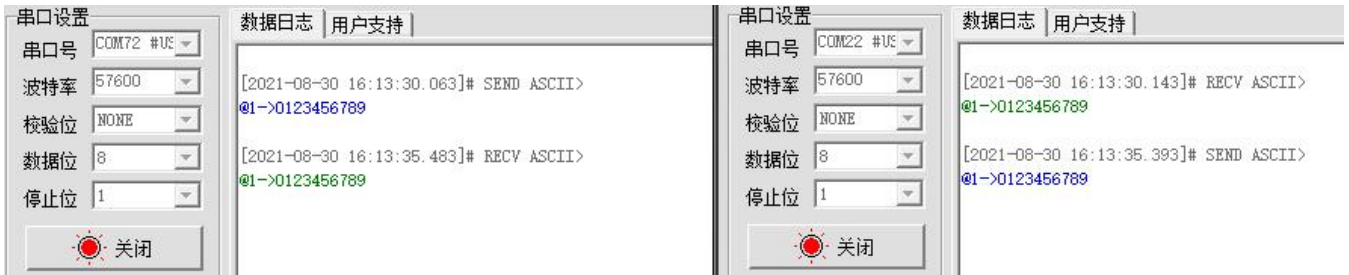 串口设置
串口号 COM72 #US
波特率 57600
校验位 NONE
数据位 8
停止位 1
关闭
数据日志 用户支持
[2021-08-30 16:13:30.063]# SEND ASCII>
@1->0123456789
[2021-08-30 16:13:35.483]# RECV ASCII>
@1->0123456789
串口设置
串口号 COM22 #US
波特率 57600
校验位 NONE
数据位 8
停止位 1
关闭
数据日志 用户支持
[2021-08-30 16:13:30.143]# RECV ASCII>
@1->0123456789
[2021-08-30 16:13:35.393]# SEND ASCII>
@1->0123456789